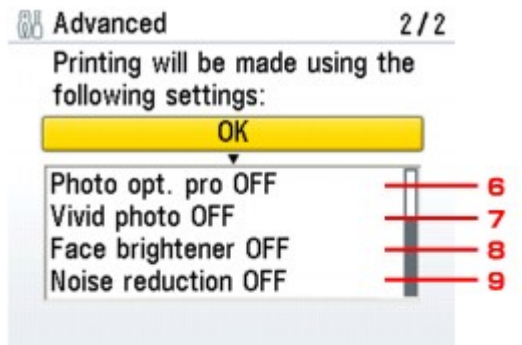 Advanced 2/2
Printing will be made using the
following settings:
OK
Photo opt. pro OFF 6
Vivid photo OFF 7
Face brightener OFF 8
Noise reduction OFF 9